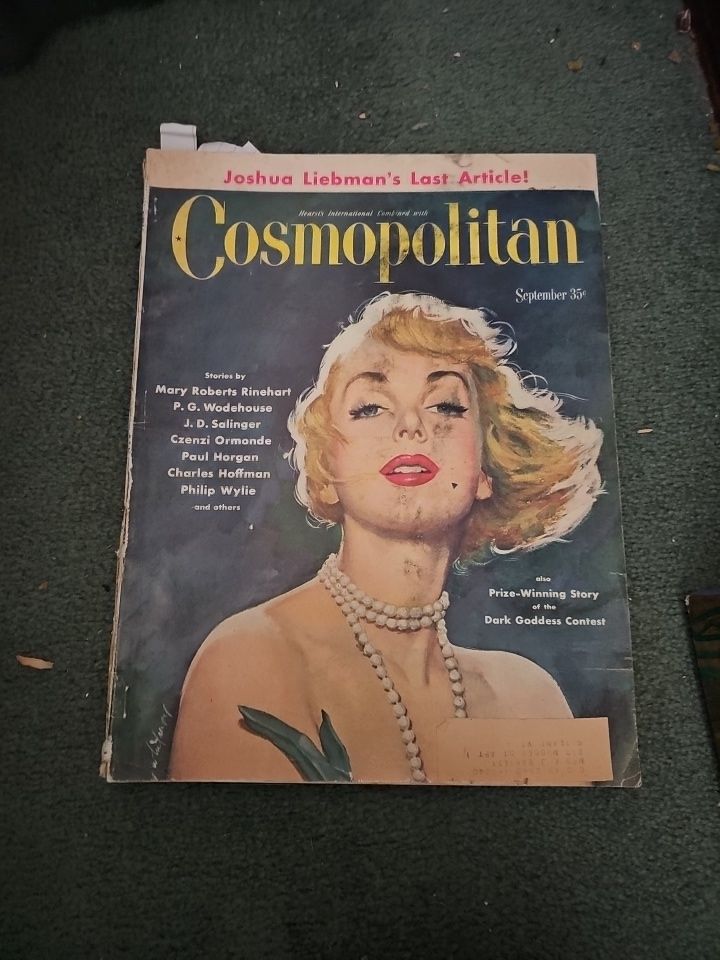 Joshua Liebman's Last Article!
Hearst's International Combined with
Cosmopolitan
September 35¢
Stories by
Mary Roberts Rinehart
P. G. Wodehouse
J. D. Salinger
Czenzi Ormonde
Paul Horgan
Charles Hoffman
Philip Wylie
and others
also
Prize-Winning Story
of the
Dark Goddess Contest